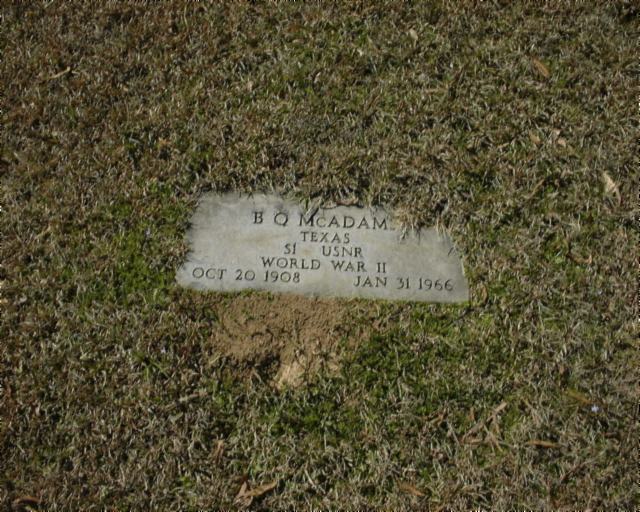 B Q McADAM
TEXAS
S1 USNR
WORLD WAR II
OCT 20 1908 JAN 31 1966